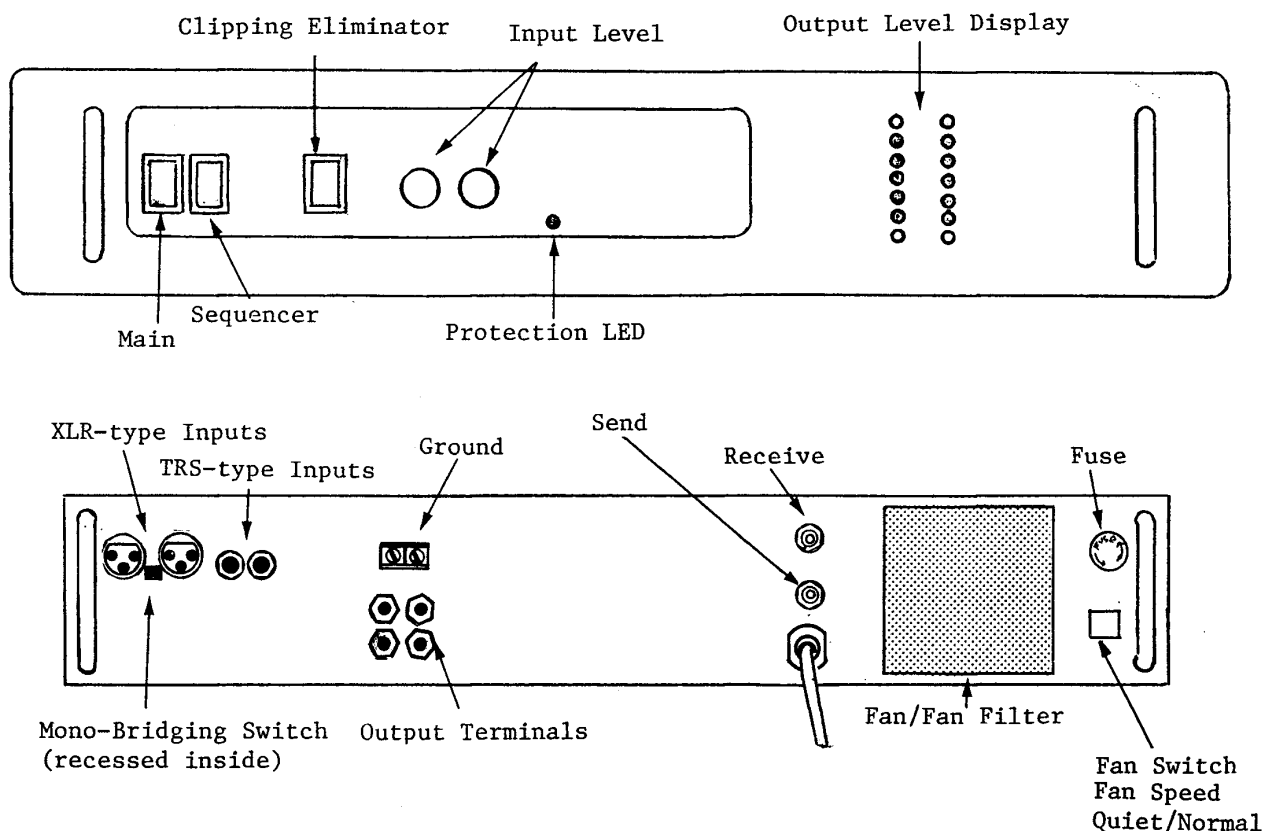 Clipping Eliminator
Input Level
Output Level Display
Main
Sequencer
Protection LED
XLR-type Inputs
TRS-type Inputs
Ground
Send
Receive
Fuse
Mono-Bridging Switch
(recessed inside)
Output Terminals
Fan/Fan Filter
Fan Switch
Fan Speed
Quiet/Normal